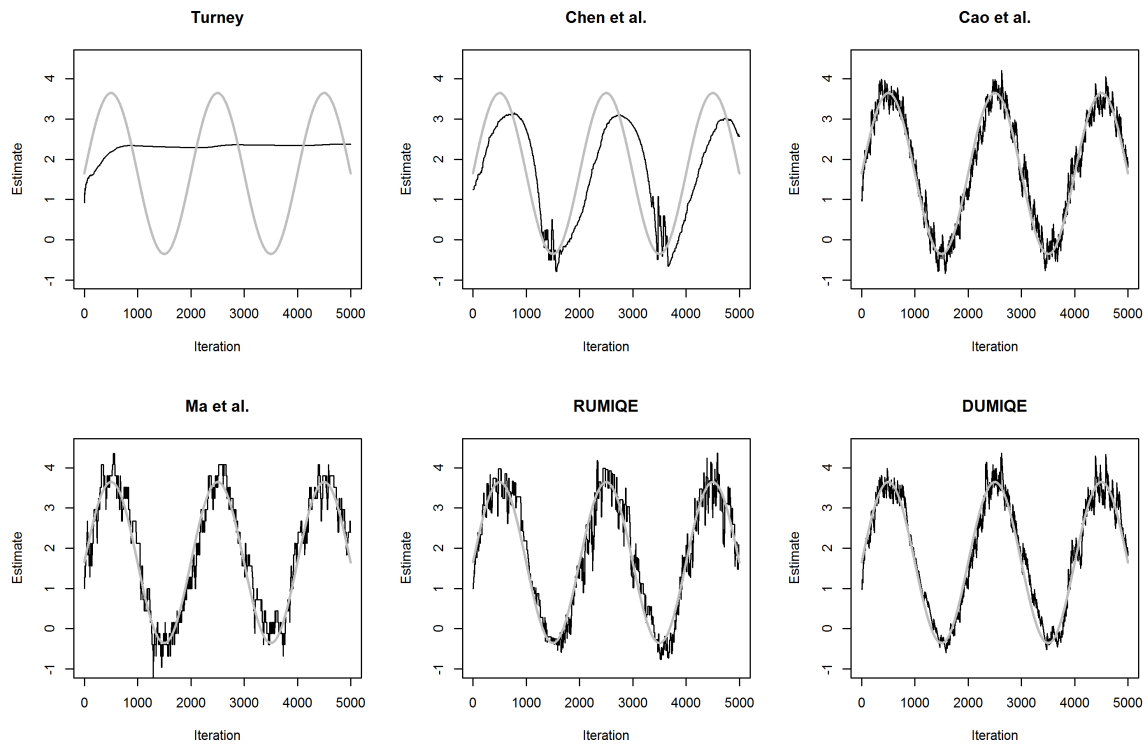 Turney
Chen et al.
Cao et al.
Estimate
-1 0 1 2 3 4
0 1000 2000 3000 4000 5000
Iteration
Estimate
-1 0 1 2 3 4
0 1000 2000 3000 4000 5000
Iteration
Estimate
-1 0 1 2 3 4
0 1000 2000 3000 4000 5000
Iteration
Ma et al.
RUMIQE
DUMIQE
Estimate
-1 0 1 2 3 4
0 1000 2000 3000 4000 5000
Iteration
Estimate
-1 0 1 2 3 4
0 1000 2000 3000 4000 5000
Iteration
Estimate
-1 0 1 2 3 4
0 1000 2000 3000 4000 5000
Iteration